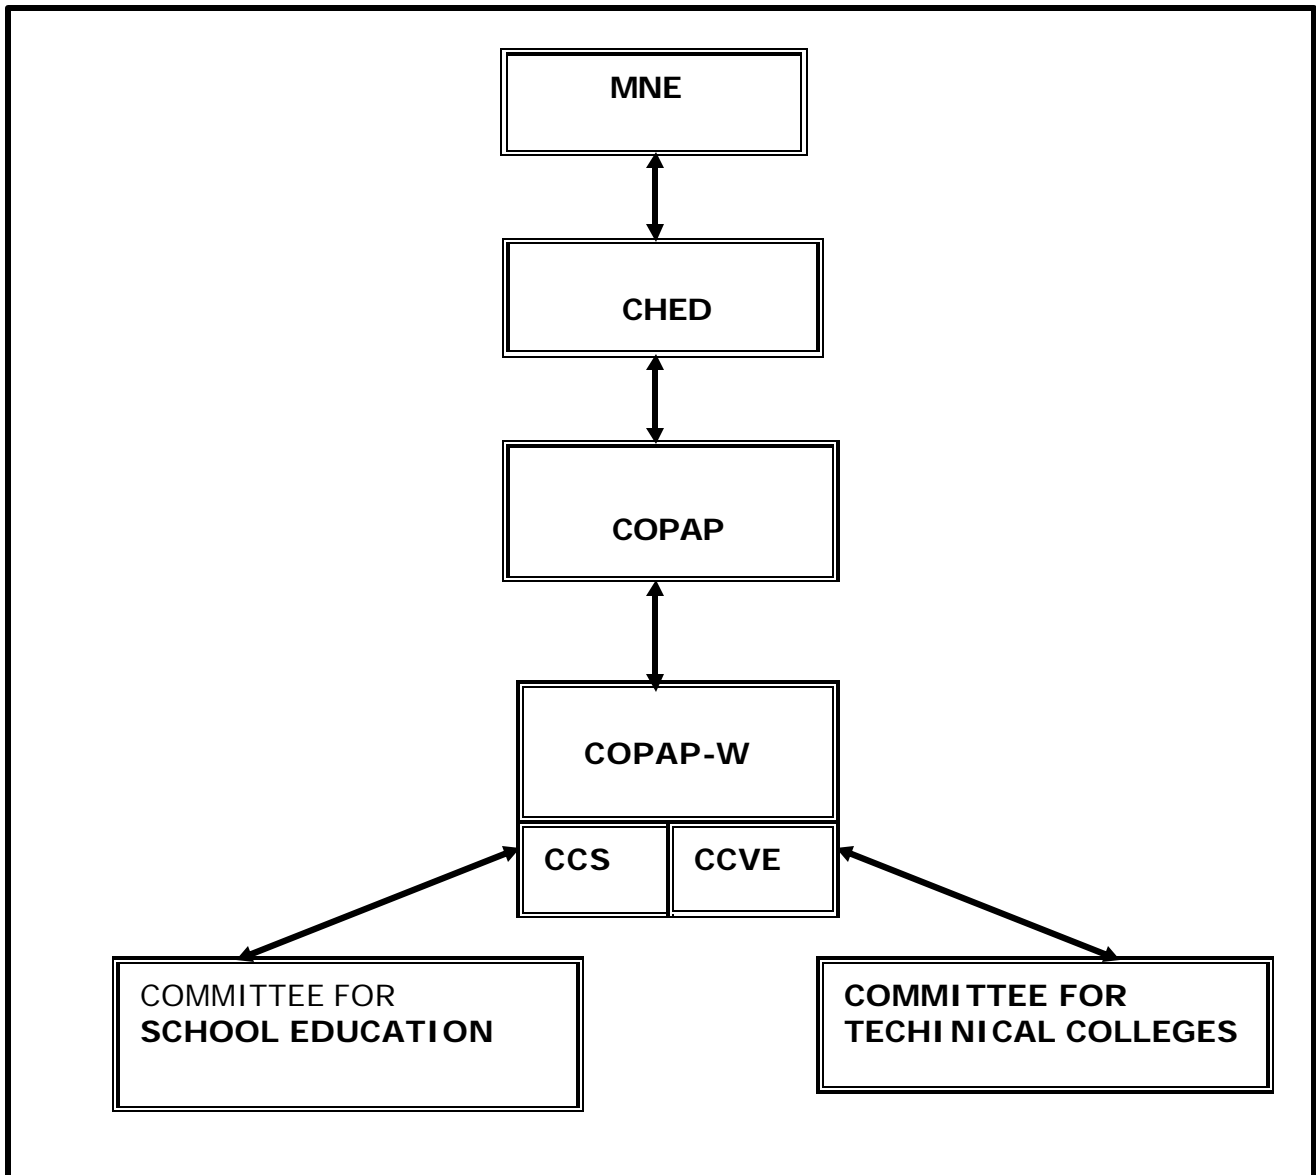 MNE
CHED
COPAP
COPAP-W
CCS
CCVE
COMMITTEE FOR
SCHOOL EDUCATION
COMMITTEE FOR
TECHINICAL COLLEGES